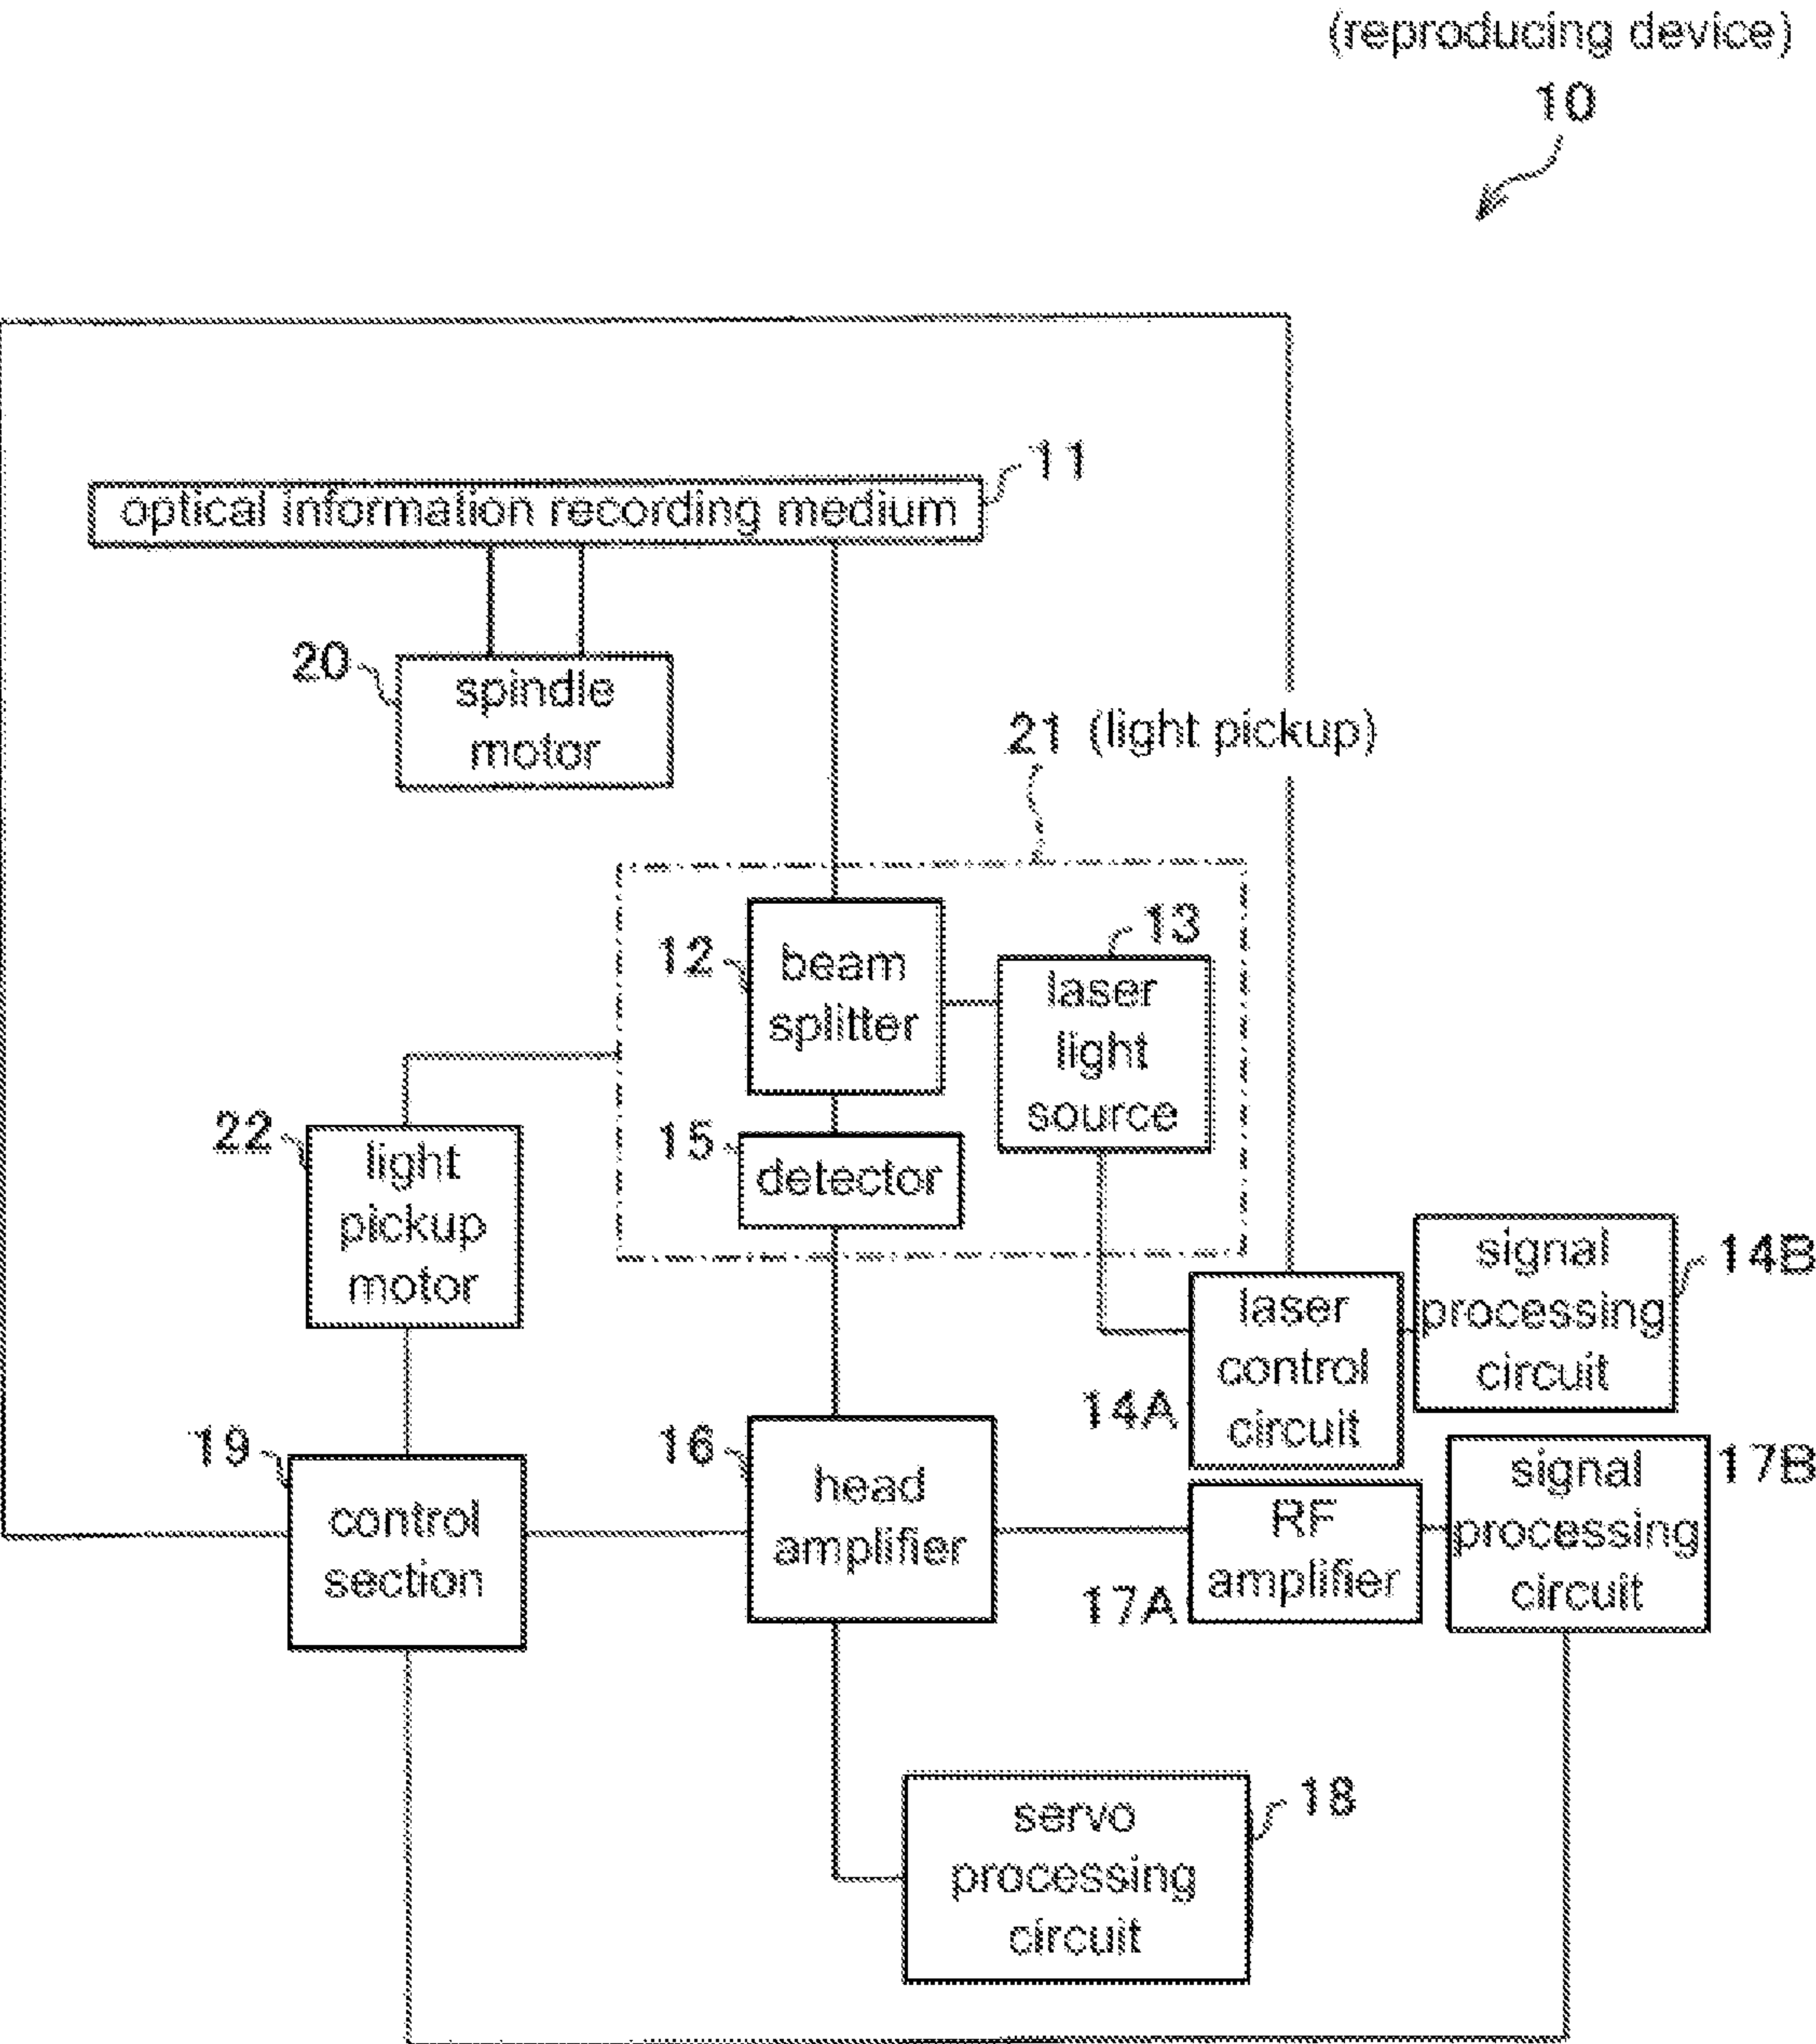 (reproducing device)
10
11
optical information recording medium
20
spindle
motor
21 (light pickup)
12
beam
splitter
13
laser
light
source
15
detector
22
light
pickup
motor
14A
laser
control
circuit
14B
signal
processing
circuit
19
control
section
16
head
amplifier
17A
RF
amplifier
17B
signal
processing
circuit
18
servo
processing
circuit